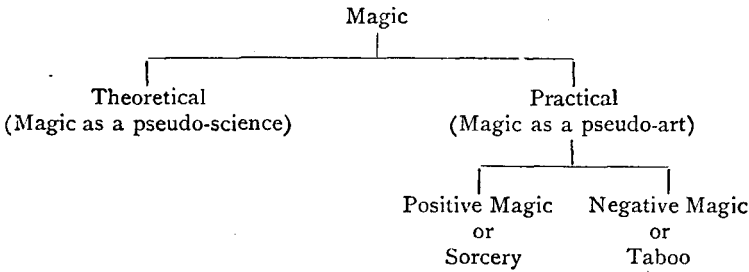 Magic
Theoretical
(Magic as a pseudo-science)
Practical
(Magic as a pseudo-art)
Positive Magic
or
Sorcery
Negative Magic
or
Taboo